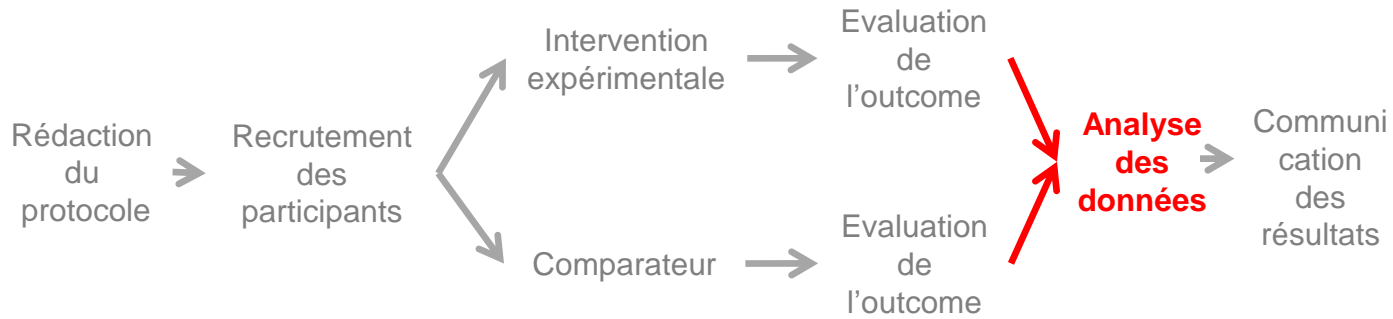 Rédaction
du
protocole
Recrutement
des
participants
Intervention
expérimentale
Evaluation
de
l'outcome
Comparateur
Evaluation
de
l'outcome
Analyse
des
données
Communi
cation
des
résultats